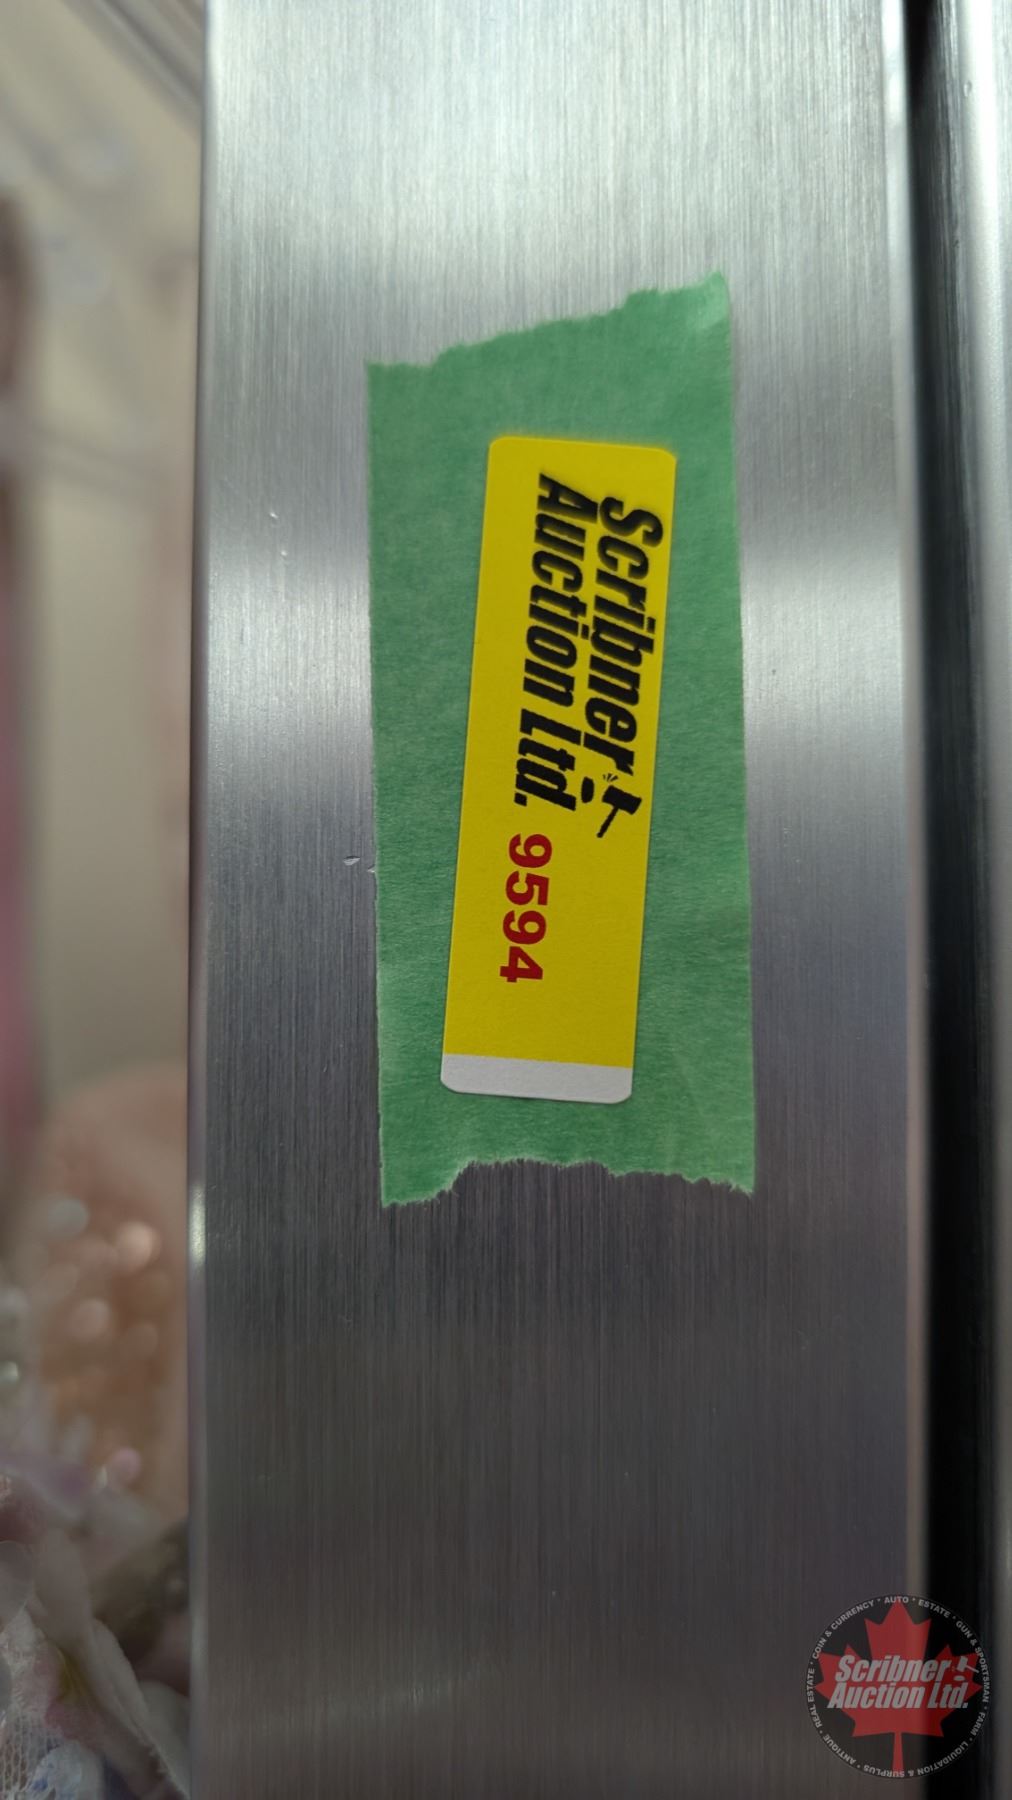 Scribner
Auction Ltd.
9594
REAL ESTATE • COIN & CURRENCY • AUTO • ESTATE • GUN & SPORTSMAN • FARM • LIQUIDATION & SURPLUS • ANTIQUE •
Scribner
Auction Ltd.